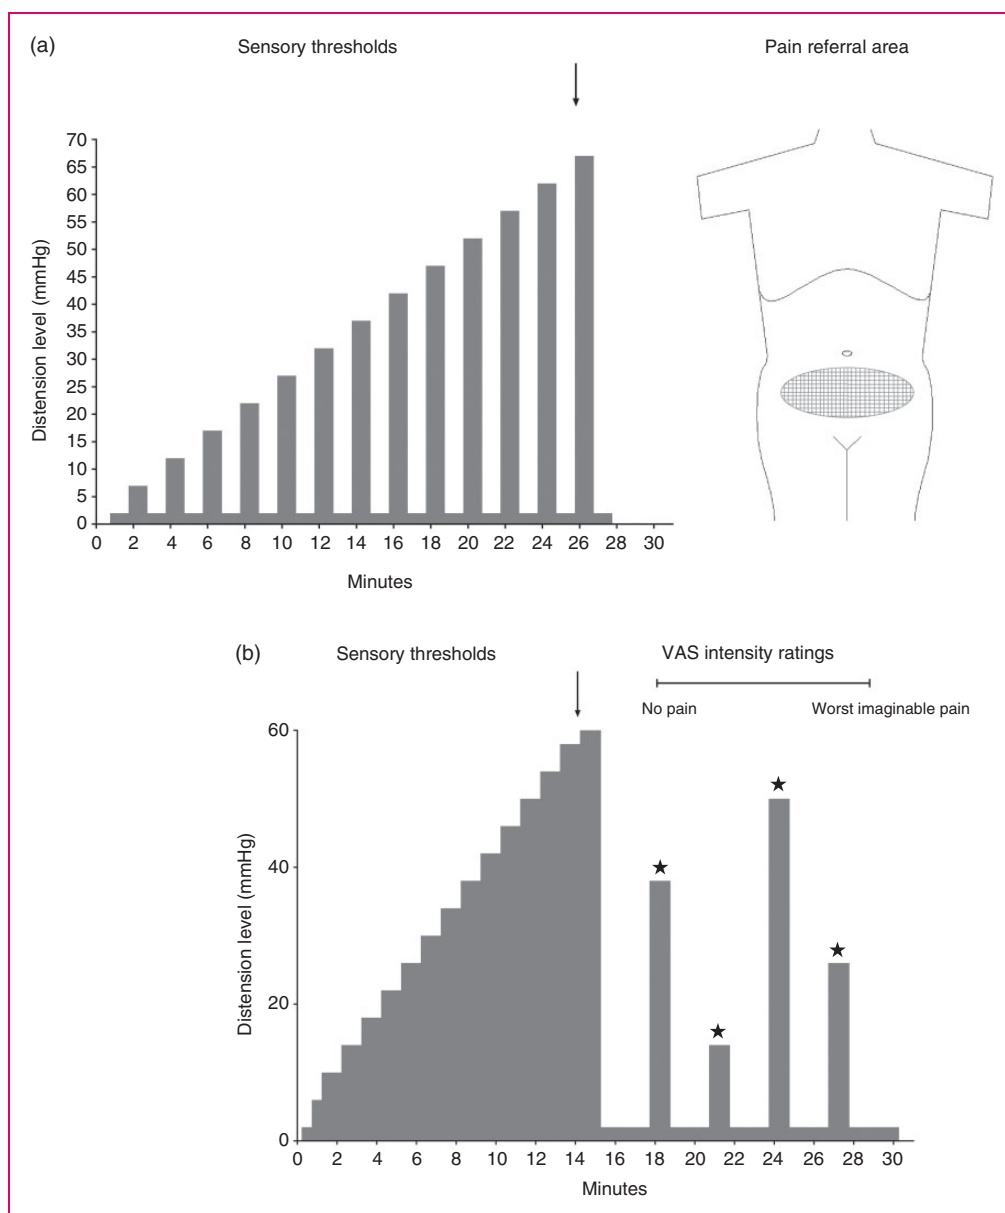 (a)
Sensory thresholds
Pain referral area
70
65
60
55
50
45
40
35
30
25
20
15
10
5
0
Distension level (mmHg)
0 2 4 6 8 10 12 14 16 18 20 22 24 26 28 30
Minutes
(b)
Sensory thresholds
VAS intensity ratings
No pain
Worst imaginable pain
60
40
20
0
Distension level (mmHg)
0 2 4 6 8 10 12 14 16 18 20 22 24 26 28 30
Minutes